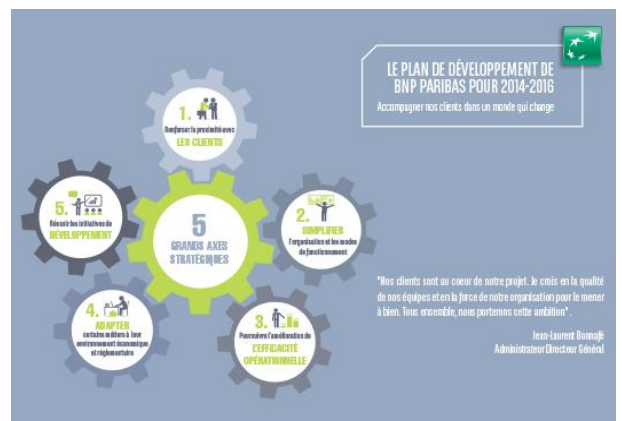 LE PLAN DE DÉVELOPPEMENT DE
BNP PARIBAS POUR 2014-2016
Accompagner nos clients dans un monde qui change
1.
Renforcer la proximité avec
LES CLIENTS
2.
SIMPLIFIER
l'organisation et les modes
de fonctionnement
3.
Poursuivre l'amélioration de
L'EFFICACITÉ
OPÉRATIONNELLE
4.
ADAPTER
certains métiers à leur
environnement économique
et réglementaire
5.
Réussir les initiatives de
DÉVELOPPEMENT
5
GRANDS AXES
STRATÉGIQUES
"Nos clients sont au coeur de notre projet. Je crois en la qualité
de nos équipes et en la force de notre organisation pour le mener
à bien. Tous ensemble, nous porterons cette ambition".
Jean-Laurent Bonnafé
Administrateur Directeur Général